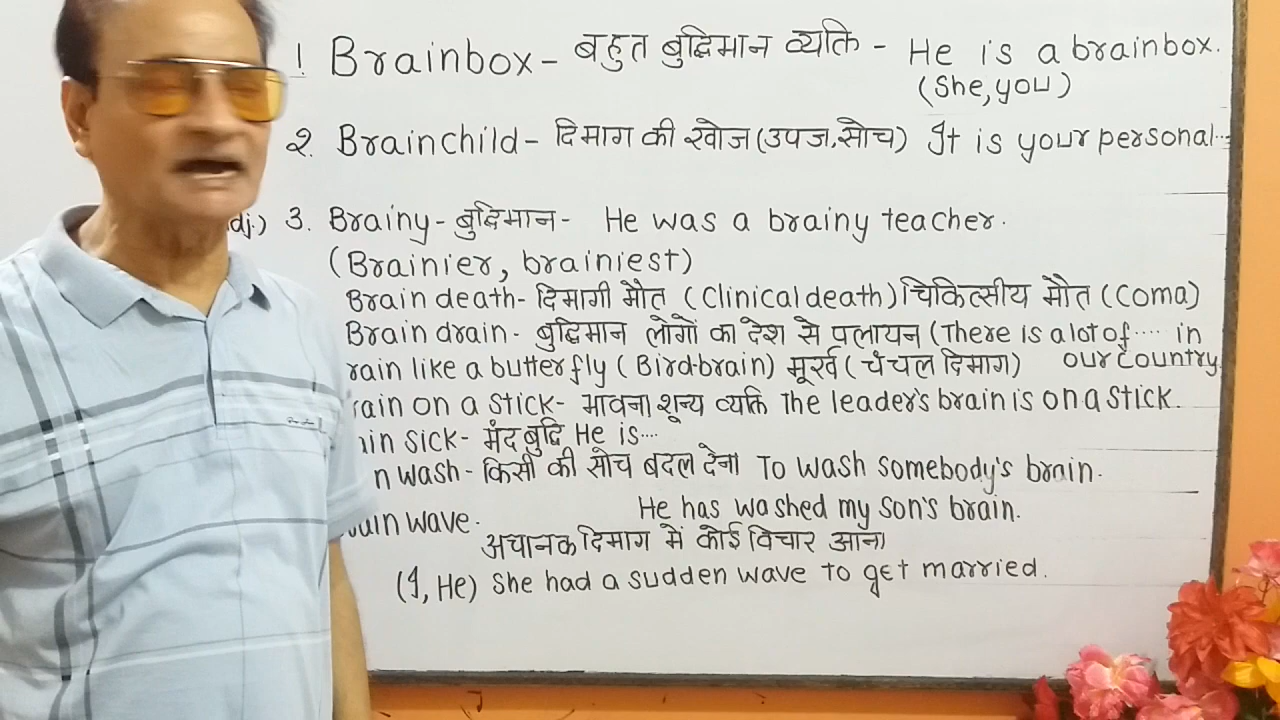 1 Brainbox - बहुत बुद्धिमान व्यक्ति - He is a brainbox.
(She, you)
2. Brainchild - दिमाग की खोज (उपज, सोच) It is your personal....
dj.) 3. Brainy - बुद्धिमान - He was a brainy teacher.
(Brainier, brainiest)
Brain death - दिमागी मौत (Clinical death) चिकित्सीय मौत (Coma)
Brain drain - बुद्धिमान लोगों का देश से पलायन (There is a lot of .... in
our country.
rain like a butterfly (Bird-brain) मूर्ख (चंचल दिमाग)
rain on a stick - भावना शून्य व्यक्ति The leader's brain is on a stick.
in sick - मंद बुद्धि He is....
n wash - किसी की सोच बदल देना To wash somebody's brain.
He has washed my son's brain.
ain wave.
अचानक दिमाग में कोई विचार आना
(I, He) She had a sudden wave to get married.